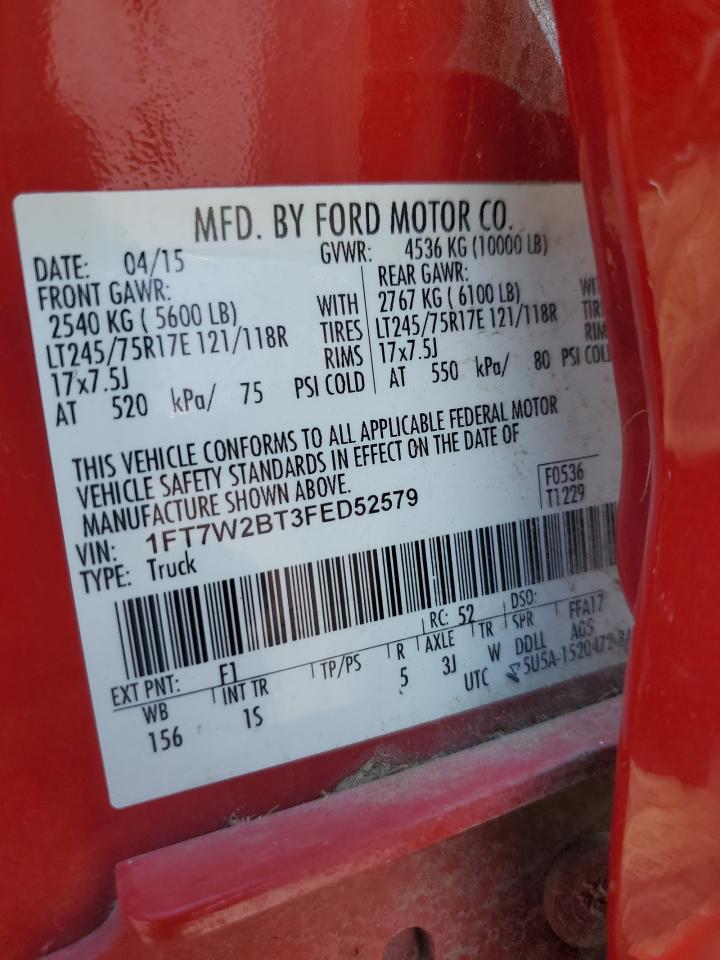 MFD. BY FORD MOTOR CO.
DATE: 04/15 GVWR: 4536 KG (10000 LB)
FRONT GAWR: REAR GAWR:
2540 KG ( 5600 LB) WITH 2767 KG ( 6100 LB)
LT245/75R17E 121/118R TIRES LT245/75R17E 121/118R
17x7.5J RIMS 17x7.5J
AT 520 kPa/ 75 PSI COLD AT 550 kPa/ 80 PSI COLD
THIS VEHICLE CONFORMS TO ALL APPLICABLE FEDERAL MOTOR
VEHICLE SAFETY STANDARDS IN EFFECT ON THE DATE OF
MANUFACTURE SHOWN ABOVE.
F0536
VIN: 1FT7W2BT3FED52579
T1229
TYPE: Truck
EXT PNT: F1 RC: 52 DSO: FFA17
WB INT TR TP/PS R AXLE TR SPR AGS
156 1S 5 3J W DDLL
UTC 5U5A-1520472-BA